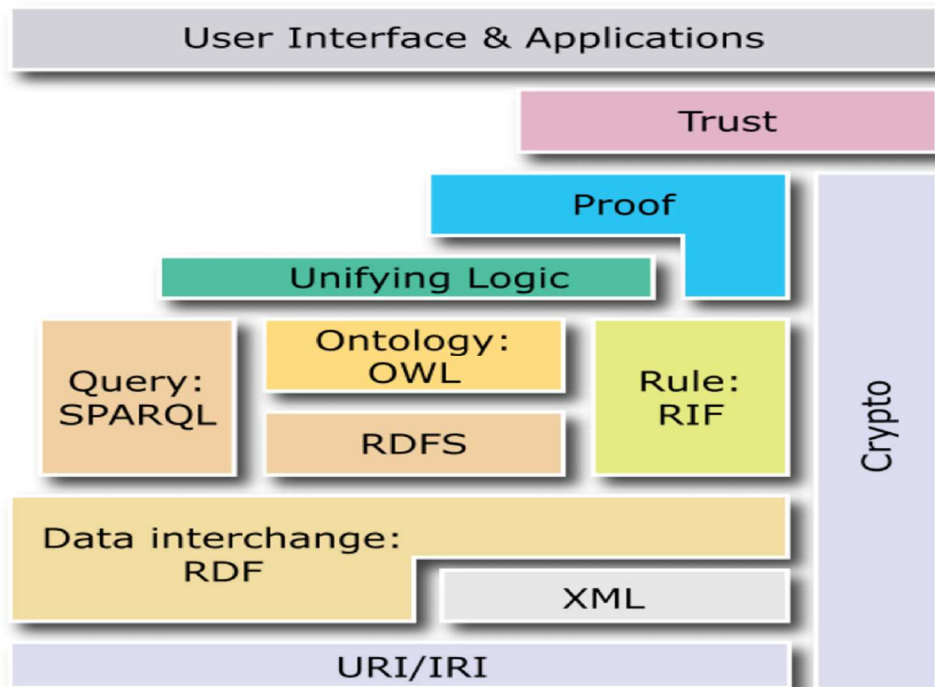 User Interface & Applications
Trust
Proof
Unifying Logic
Query:
SPARQL
Ontology:
OWL
RDFS
Rule:
RIF
Crypto
Data interchange:
RDF
XML
URI/IRI